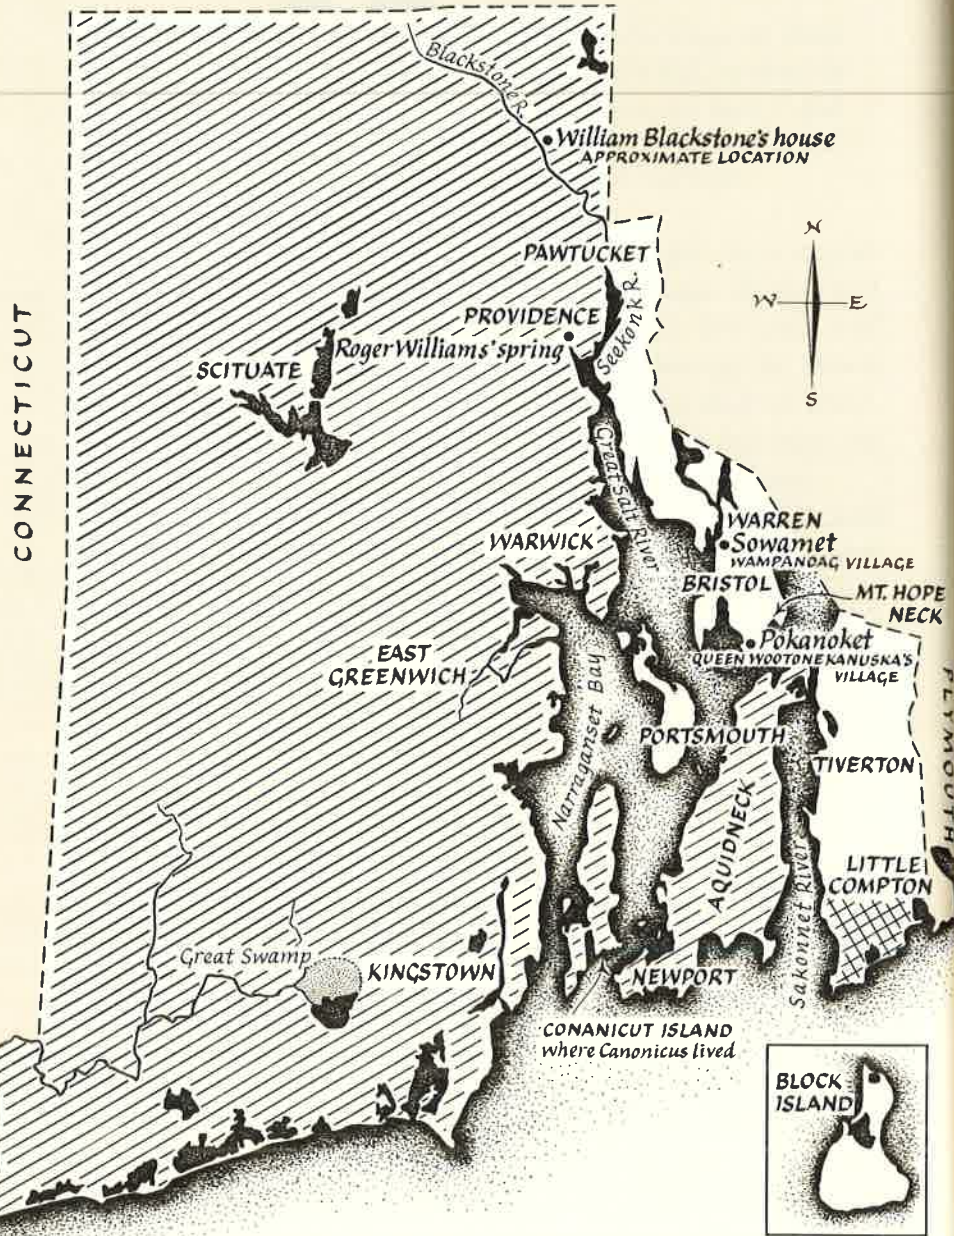 Blackstone R.
William Blackstone's house
APPROXIMATE LOCATION
N
W
E
S
PAWTUCKET
Seekonk R.
PROVIDENCE
Roger Williams' spring
SCITUATE
CONNECTICUT
Great Salt River
WARREN
Sowamet
WAMPANOAG VILLAGE
WARWICK
BRISTOL
MT. HOPE
NECK
Pokanoket
QUEEN WOOTONEKANUSKA'S
VILLAGE
EAST
GREENWICH
PLYMOUTH
Narraganset Bay
PORTSMOUTH
TIVERTON
AQUIDNECK
Sakonnet River
LITTLE
COMPTON
Great Swamp
KINGSTOWN
NEWPORT
CONANICUT ISLAND
where Canonicus lived
BLOCK
ISLAND